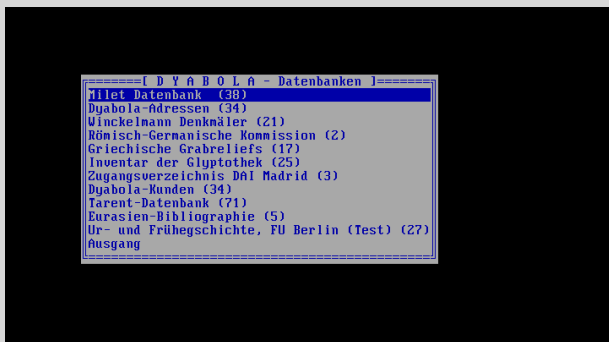 [ D Y A B O L A - Datenbanken ]
Milet Datenbank (38)
Dyabola-Adressen (34)
Winckelmann Denkmäler (21)
Römisch-Germanische Kommission (2)
Griechische Grabreliefs (17)
Inventar der Glyptothek (25)
Zugangsverzeichnis DAI Madrid (3)
Dyabola-Kunden (34)
Tarent-Datenbank (71)
Eurasien-Bibliographie (5)
Ur- und Frühegschichte, FU Berlin (Test) (27)
Ausgang